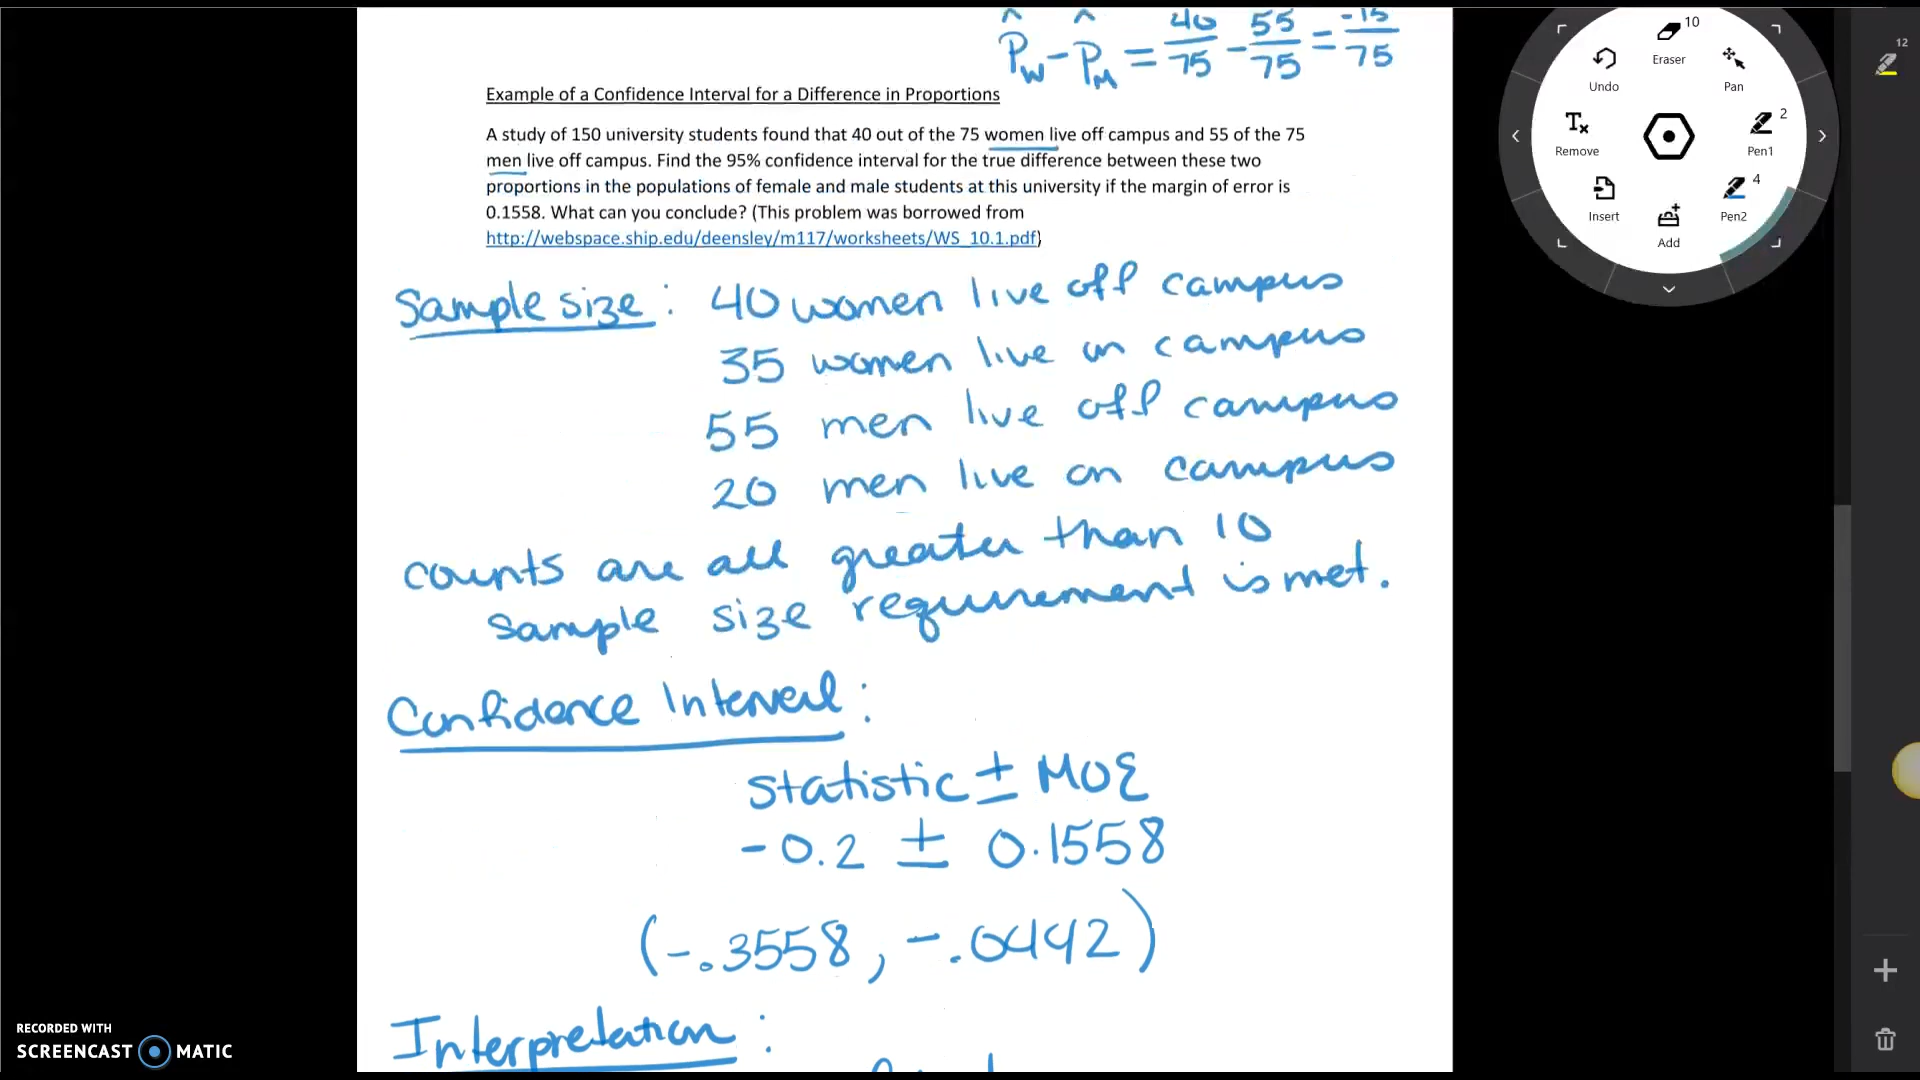 P̂w - P̂M = 40/75 - 55/75 = -15/75
Example of a Confidence Interval for a Difference in Proportions
A study of 150 university students found that 40 out of the 75 women live off campus and 55 of the 75
men live off campus. Find the 95% confidence interval for the true difference between these two
proportions in the populations of female and male students at this university if the margin of error is
0.1558. What can you conclude? (This problem was borrowed from
http://webspace.ship.edu/deensley/m117/worksheets/WS_10.1.pdf)
Sample size: 40 women live off campus
35 women live on campus
55 men live off campus
20 men live on campus
counts are all greater than 10
sample size requirement is met.
Confidence Interval:
statistic ± MOE
-0.2 ± 0.1558
(-.3558, -.0442)
Interpretation:
10
Eraser
Undo
Pan
Tx
Remove
2
Pen1
Insert
4
Pen2
Add
12
RECORDED WITH
SCREENCAST MATIC